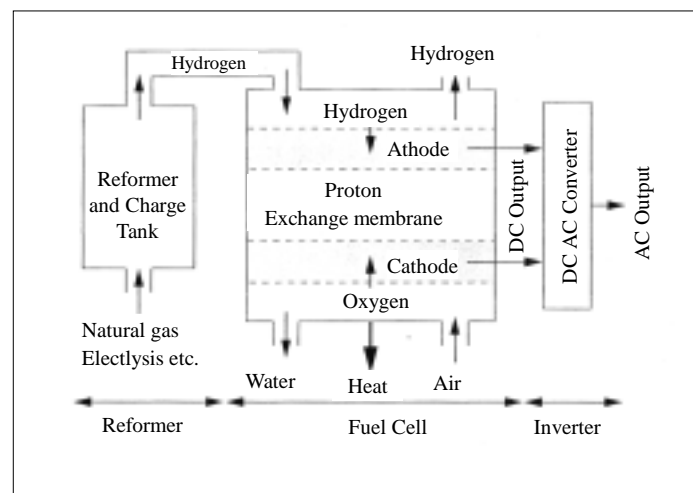 Hydrogen
Hydrogen
Hydrogen
Athode
Reformer
and Charge
Tank
Proton
Exchange membrane
DC Output
DC AC Converter
AC Output
Cathode
Oxygen
Natural gas
Electlysis etc.
Water
Heat
Air
Reformer
Fuel Cell
Inverter